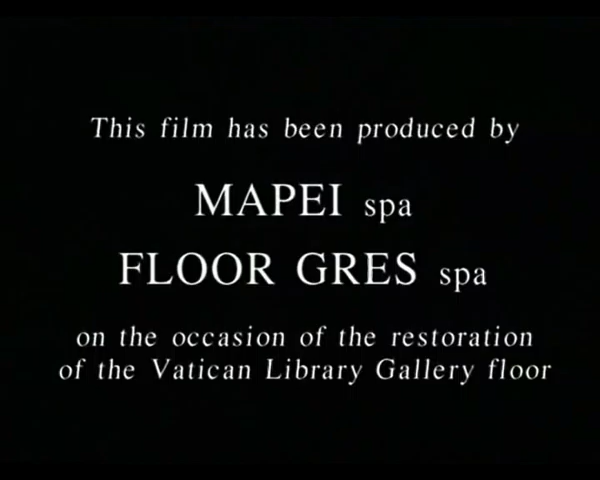 This film has been produced by
MAPEI spa
FLOOR GRES spa
on the occasion of the restoration
of the Vatican Library Gallery floor